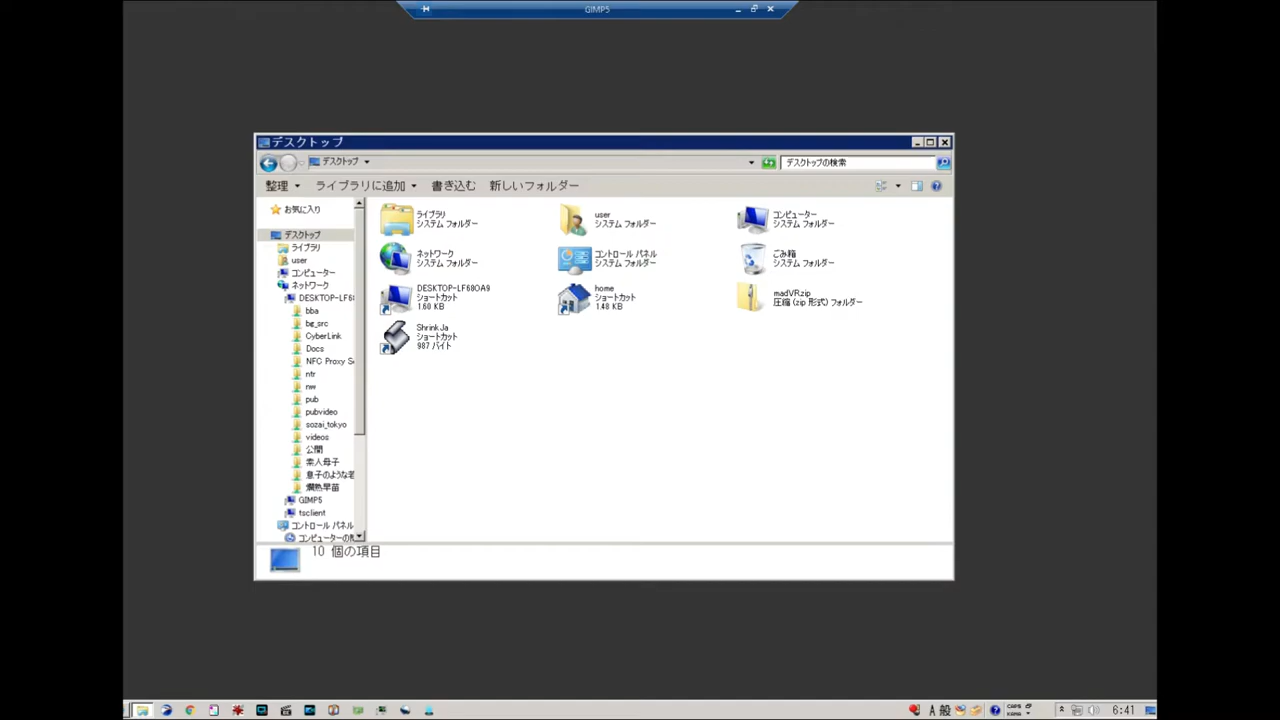 GIMP5
デスクトップ
デスクトップ
デスクトップの検索
整理 ライブラリに追加 書き込む 新しいフォルダー
お気に入り
デスクトップ
ライブラリ
user
コンピューター
ネットワーク
DESKTOP-LF68
bba
bg_src
CyberLink
Docs
NFC Proxy Se
ntr
nw
pub
pubvideo
sozai_tokyo
videos
公開
素人母子
息子のような若
爛熟早苗
GIMP5
tsclient
コントロール パネル
ライブラリ
システム フォルダー
user
システム フォルダー
コンピューター
システム フォルダー
ネットワーク
システム フォルダー
コントロール パネル
システム フォルダー
ごみ箱
システム フォルダー
DESKTOP-LF68OA9
ショートカット
1.60 KB
home
ショートカット
1.48 KB
madVR.zip
圧縮 (zip 形式) フォルダー
ShrinkJa
ショートカット
987 バイト
10 個の項目
A 般
CAPS
KANA
6:41